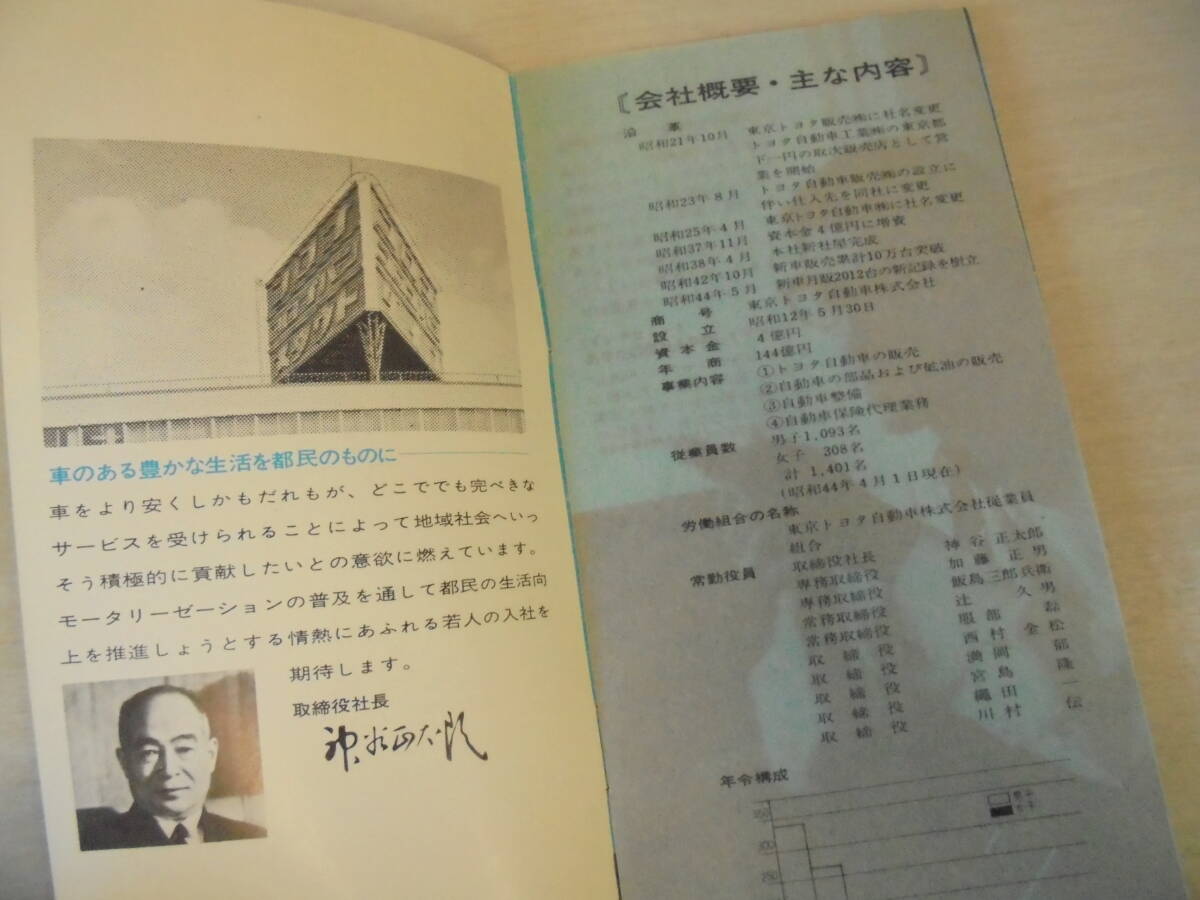 車のある豊かな生活を都民のものに
車をより安くしかもだれもが、どこででも完ぺきな
サービスを受けられることによって地域社会へいっ
そう積極的に貢献したいとの意欲に燃えています。
モータリーゼーションの普及を通して都民の生活向
上を推進しょうとする情熱にあふれる若人の入社を
期待します。
取締役社長
神谷正太郎
〔会社概要・主な内容〕
沿革
昭和21年10月 東京トヨタ販売㈱に社名変更
トヨタ自動車工業㈱の東京都
下一円の取次販売店として営
業を開始
昭和23年8月 トヨタ自動車販売㈱の設立に
伴い仕入先を同社に変更
昭和25年4月 東京トヨタ自動車㈱に社名変更
昭和37年11月 資本金4億円に増資
昭和38年4月 本社新社屋完成
昭和42年10月 新車販売累計10万台突破
昭和44年5月 新車月販2012台の新記録を樹立
商号 東京トヨタ自動車株式会社
設立 昭和12年5月30日
資本金 4億円
年商 144億円
事業内容 ①トヨタ自動車の販売
②自動車の部品および砿油の販売
③自動車整備
④自動車保険代理業務
従業員数 男子1,093名
女子 308名
計 1,401名
(昭和44年4月1日現在)
労働組合の名称
東京トヨタ自動車株式会社従業員
組合
常勤役員 取締役社長 神谷正太郎
専務取締役 加藤正男
専務取締役 飯島三郎兵衛
常務取締役 辻久男
常務取締役 服部磊
取締役 西村金松
取締役 満岡郁
取締役 宮島隆
取締役 縄田一
取締役 川村伝
年令構成
350
300
250
男子
女子